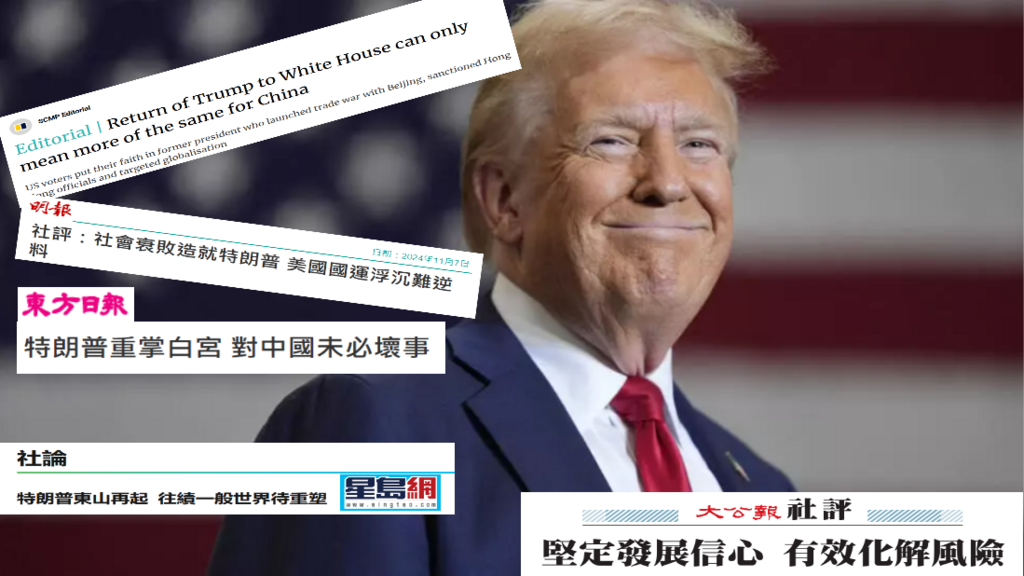 SCMP Editorial
Editorial | Return of Trump to White House can only
mean more of the same for China
US voters put their faith in former president who launched trade war with Beijing, sanctioned Hong
Kong officials and targeted globalisation
明報
日期：2024年11月7日
社評：社會衰敗造就特朗普 美國國運浮沉難逆
料
東方日報
特朗普重掌白宮 對中國未必壞事
社論
特朗普東山再起 往績一般世界待重塑
星島網
www.singtao.com
大公報 社評
堅定發展信心 有效化解風險